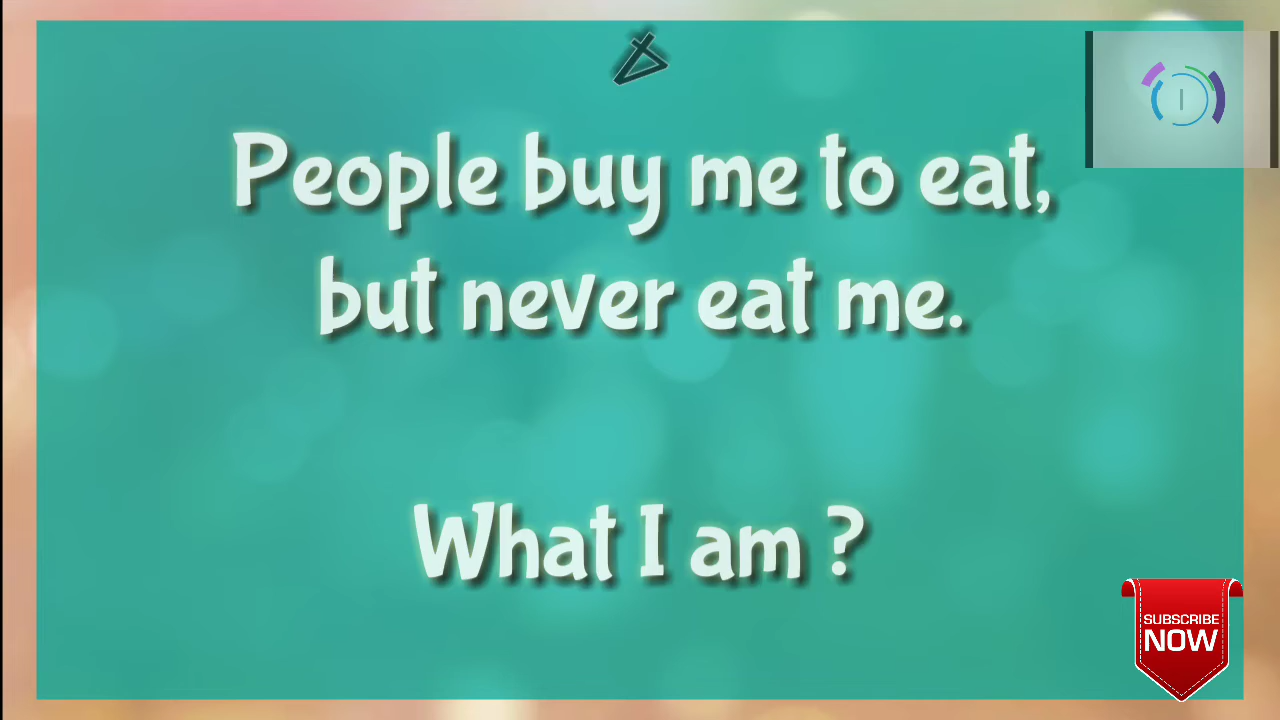 People buy me to eat,
but never eat me.
What I am ?
SUBSCRIBE
NOW